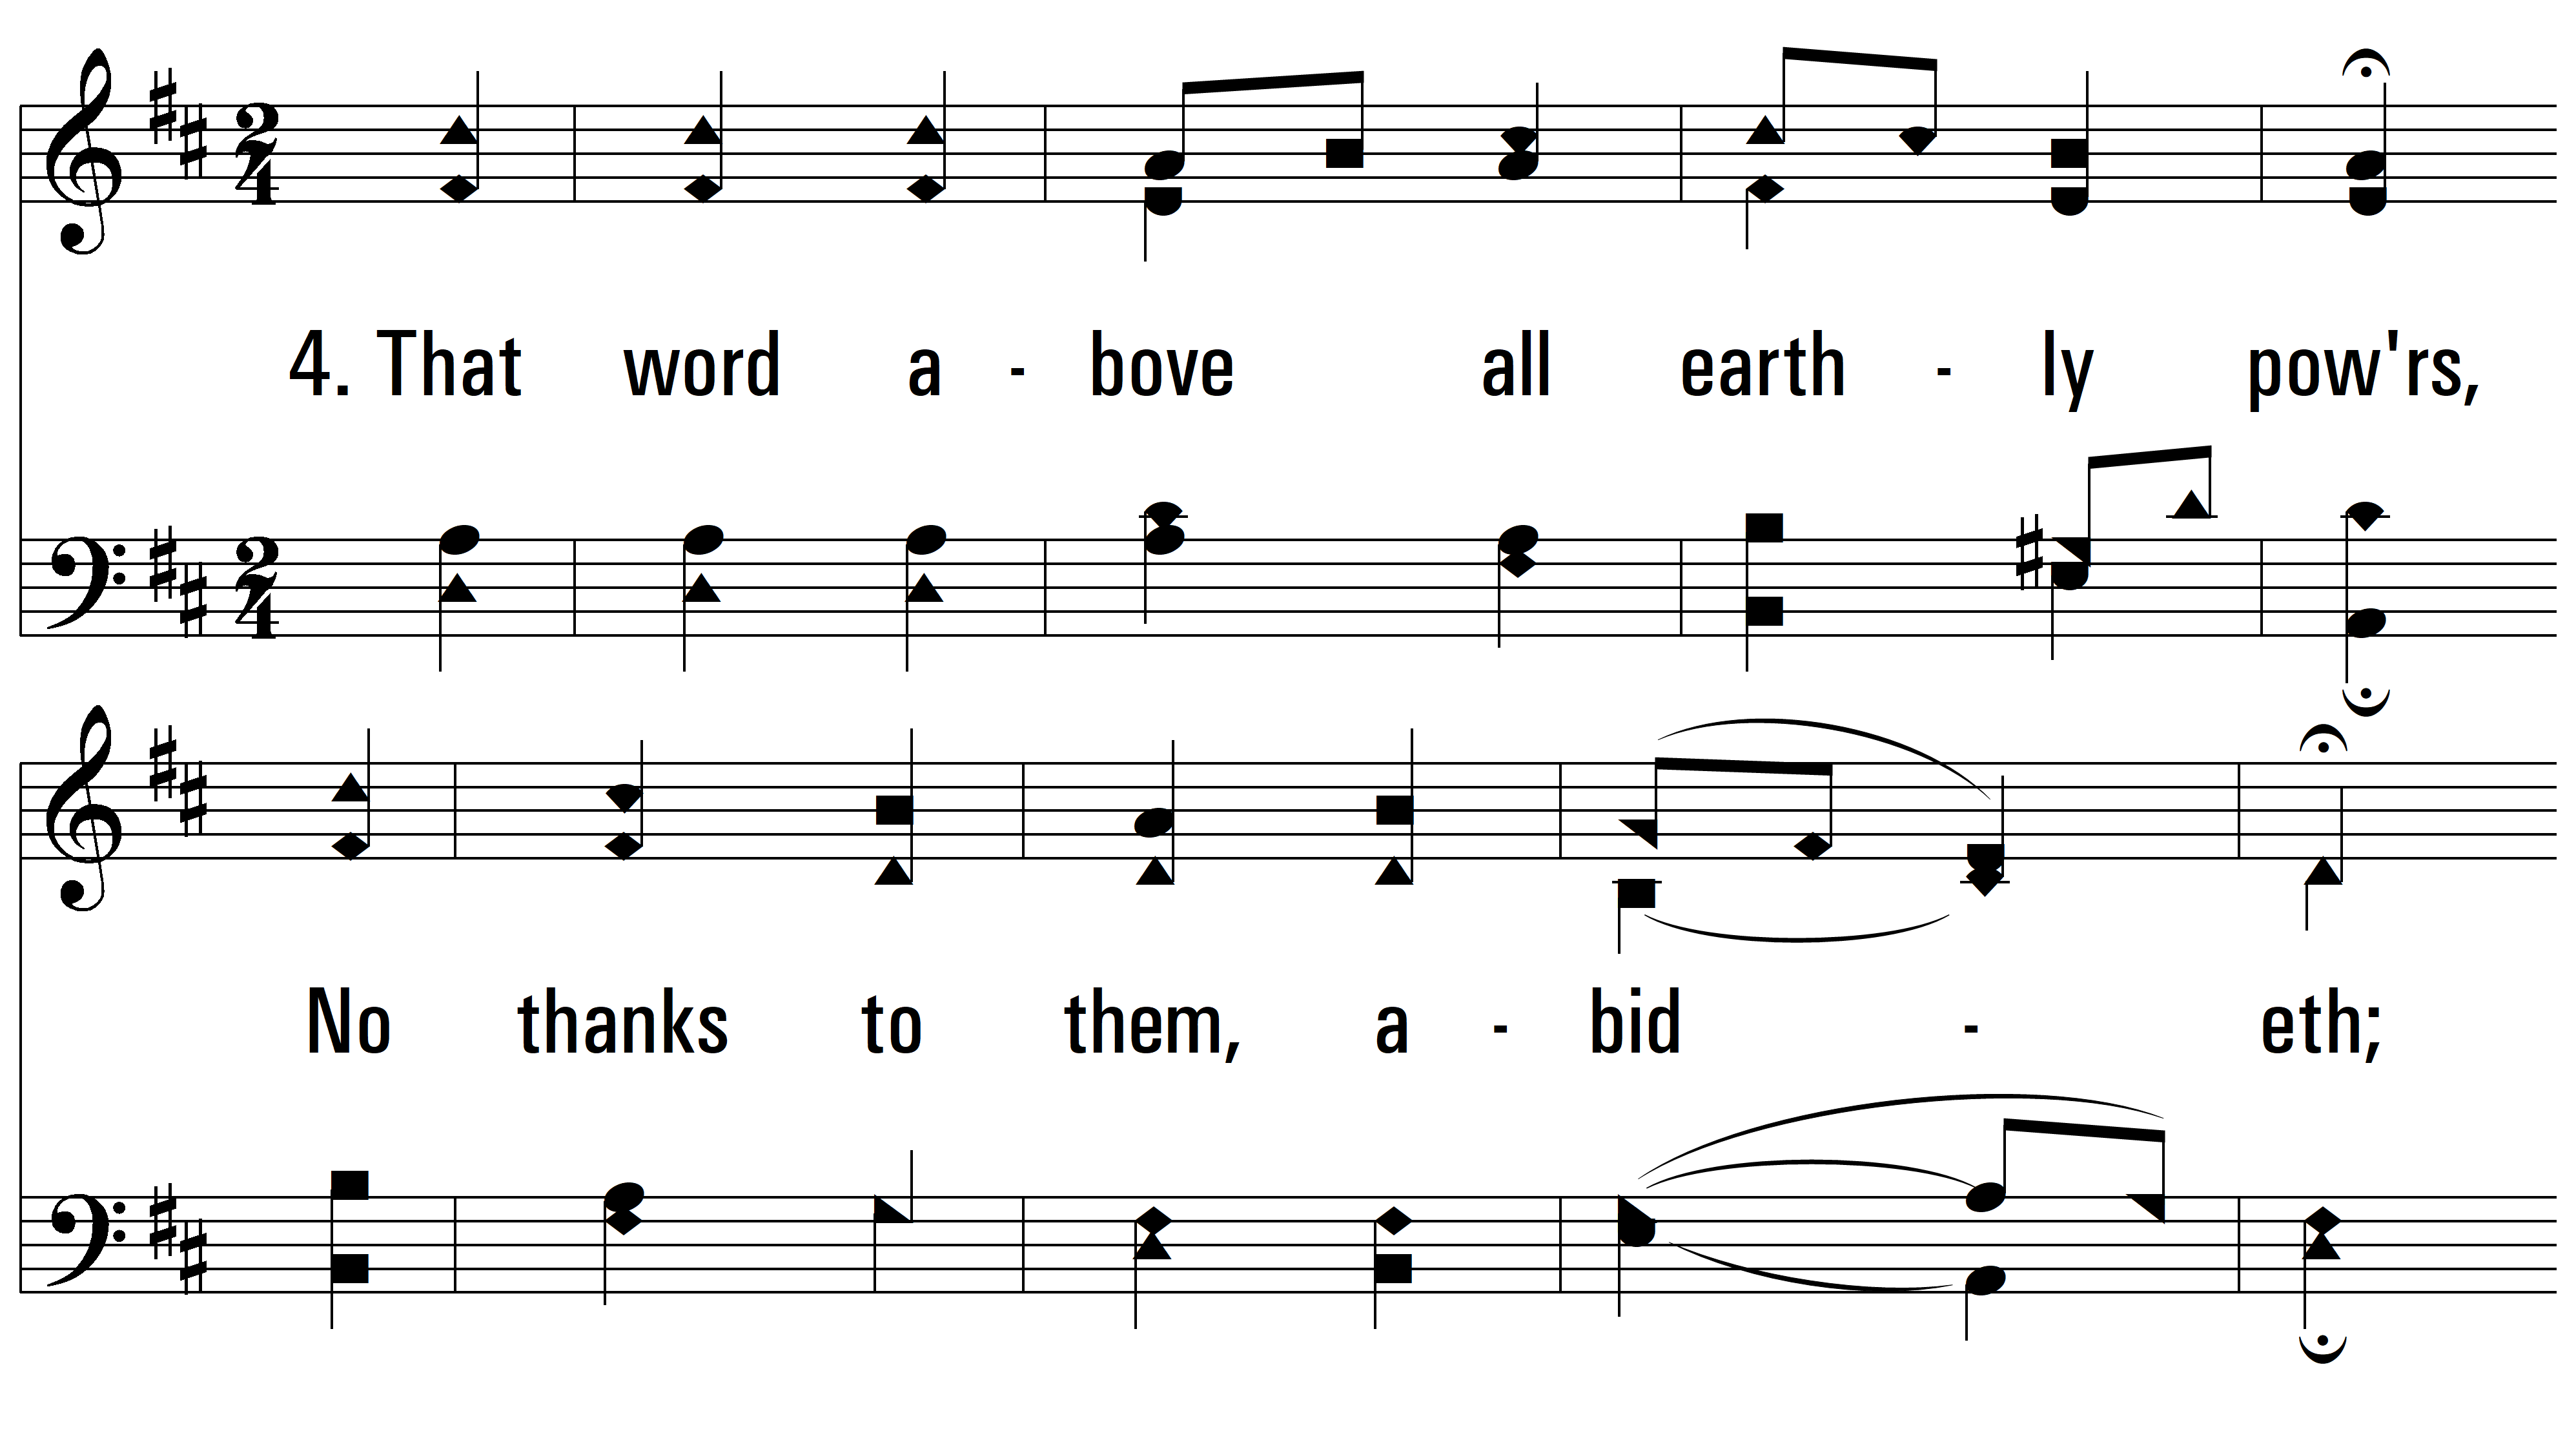 4. That word a - bove all earth - ly pow'rs,
No thanks to them, a - bid - eth;